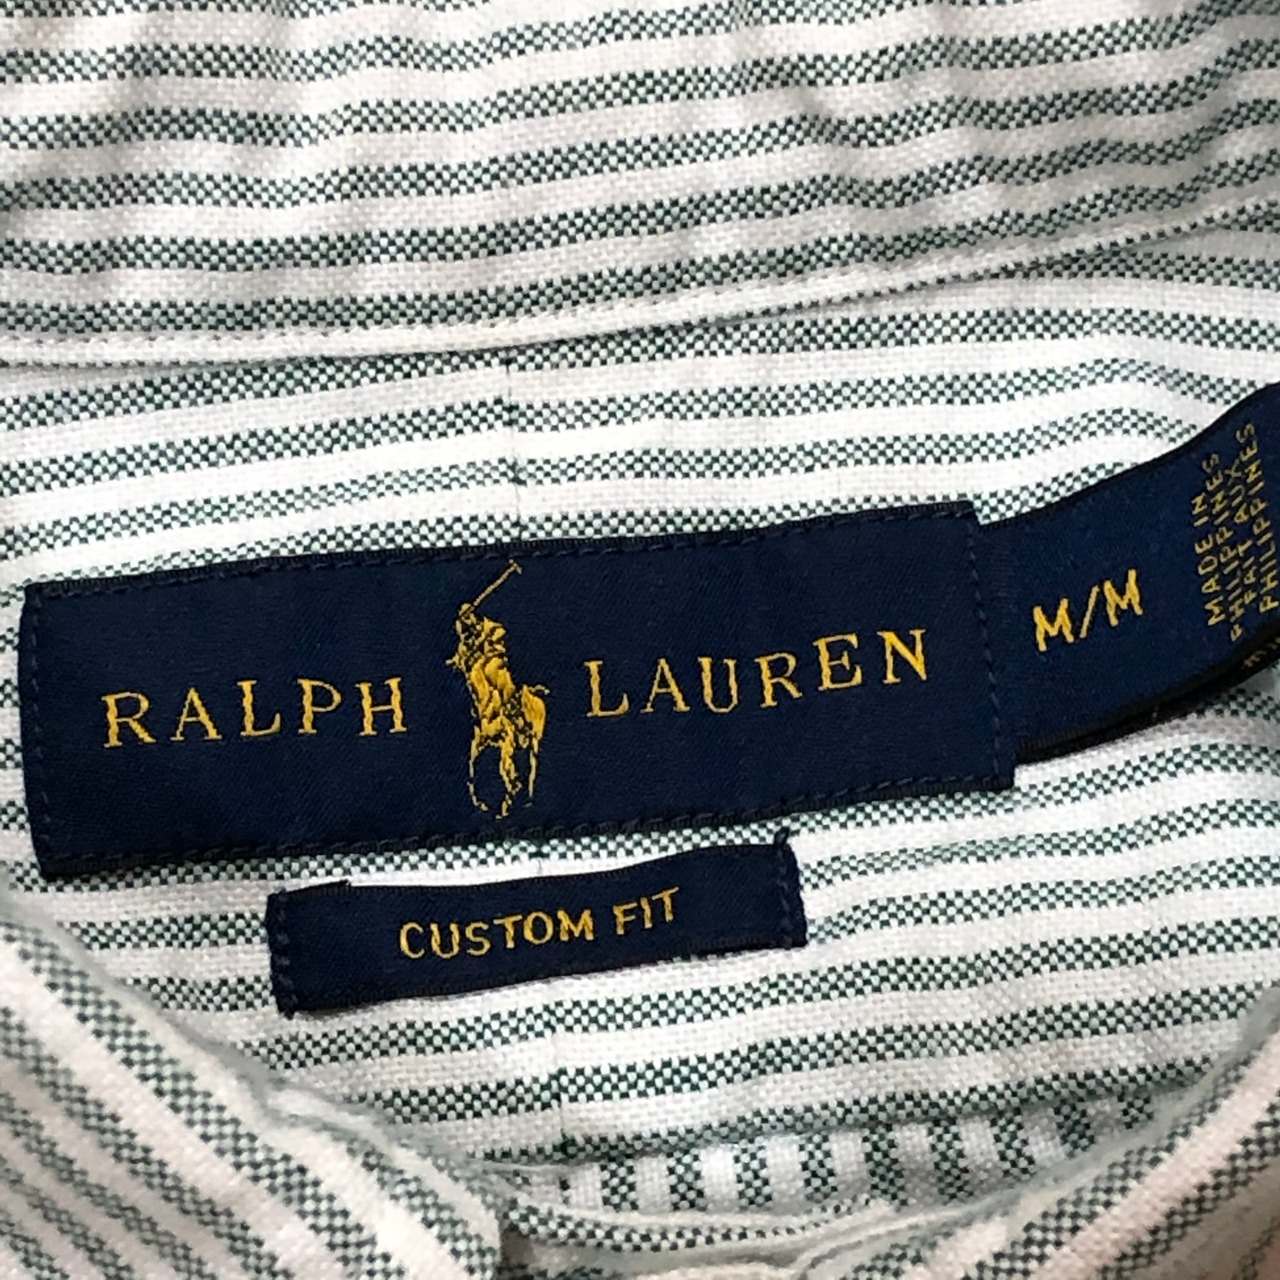 RALPH LAUREN
M/M
MADE IN
PHILIPPINES
FAIT AUX
PHILIPPINES
CUSTOM FIT